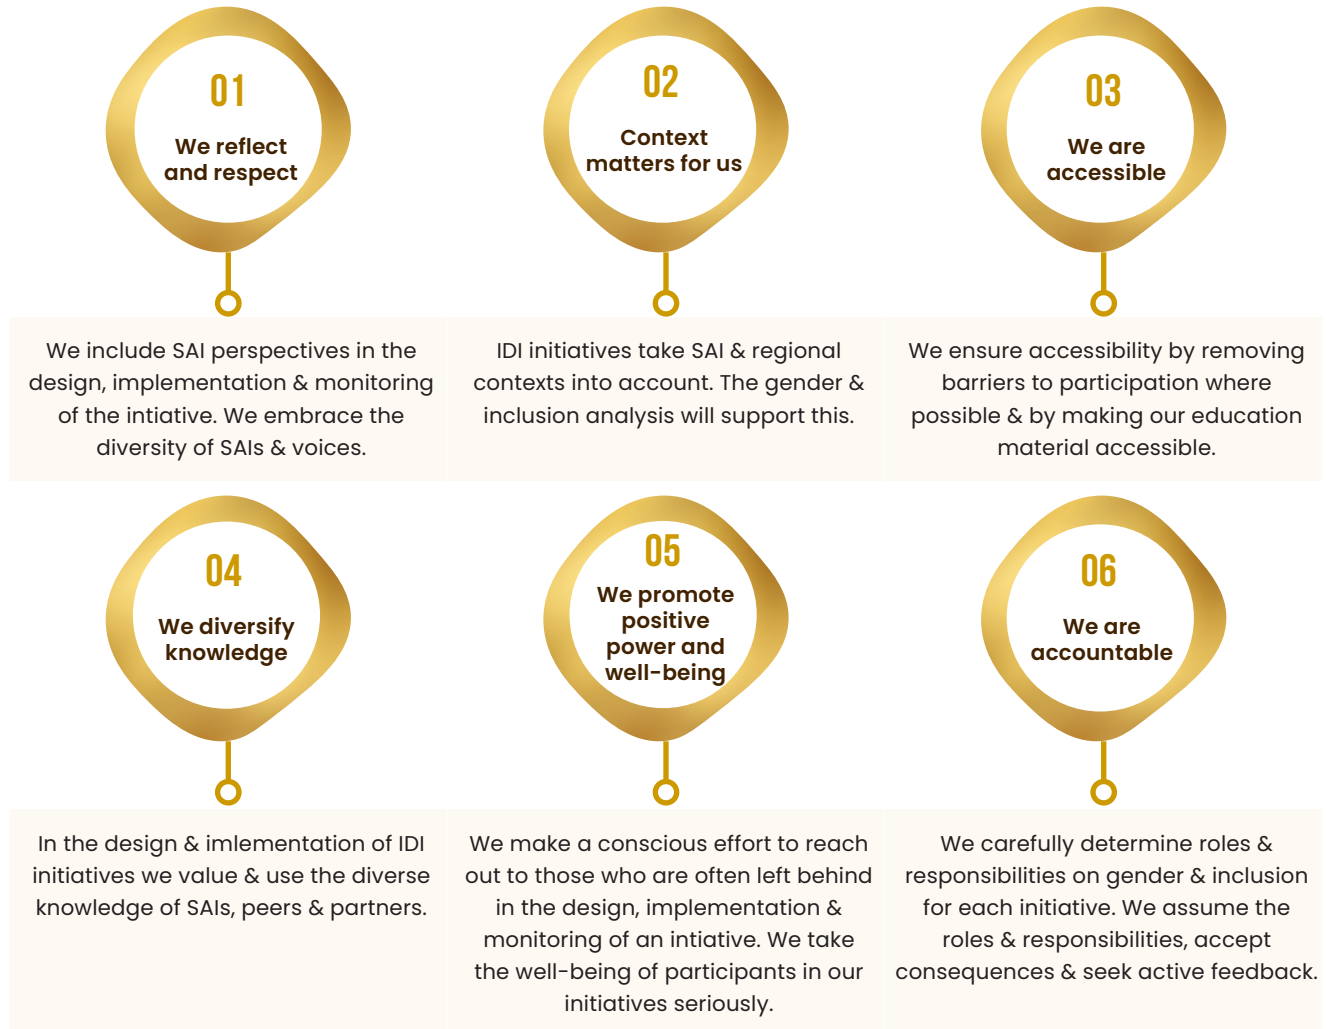 01
We reflect
and respect
02
Context
matters for us
03
We are
accessible
We include SAI perspectives in the
design, implementation & monitoring
of the intiative. We embrace the
diversity of SAIs & voices.
IDI initiatives take SAI & regional
contexts into account. The gender &
inclusion analysis will support this.
We ensure accessibility by removing
barriers to participation where
possible & by making our education
material accessible.
04
We diversify
knowledge
05
We promote
positive
power and
well-being
06
We are
accountable
In the design & imlementation of IDI
initiatives we value & use the diverse
knowledge of SAIs, peers & partners.
We make a conscious effort to reach
out to those who are often left behind
in the design, implementation &
monitoring of an intiative. We take
the well-being of participants in our
initiatives seriously.
We carefully determine roles &
responsibilities on gender & inclusion
for each initiative. We assume the
roles & responsibilities, accept
consequences & seek active feedback.